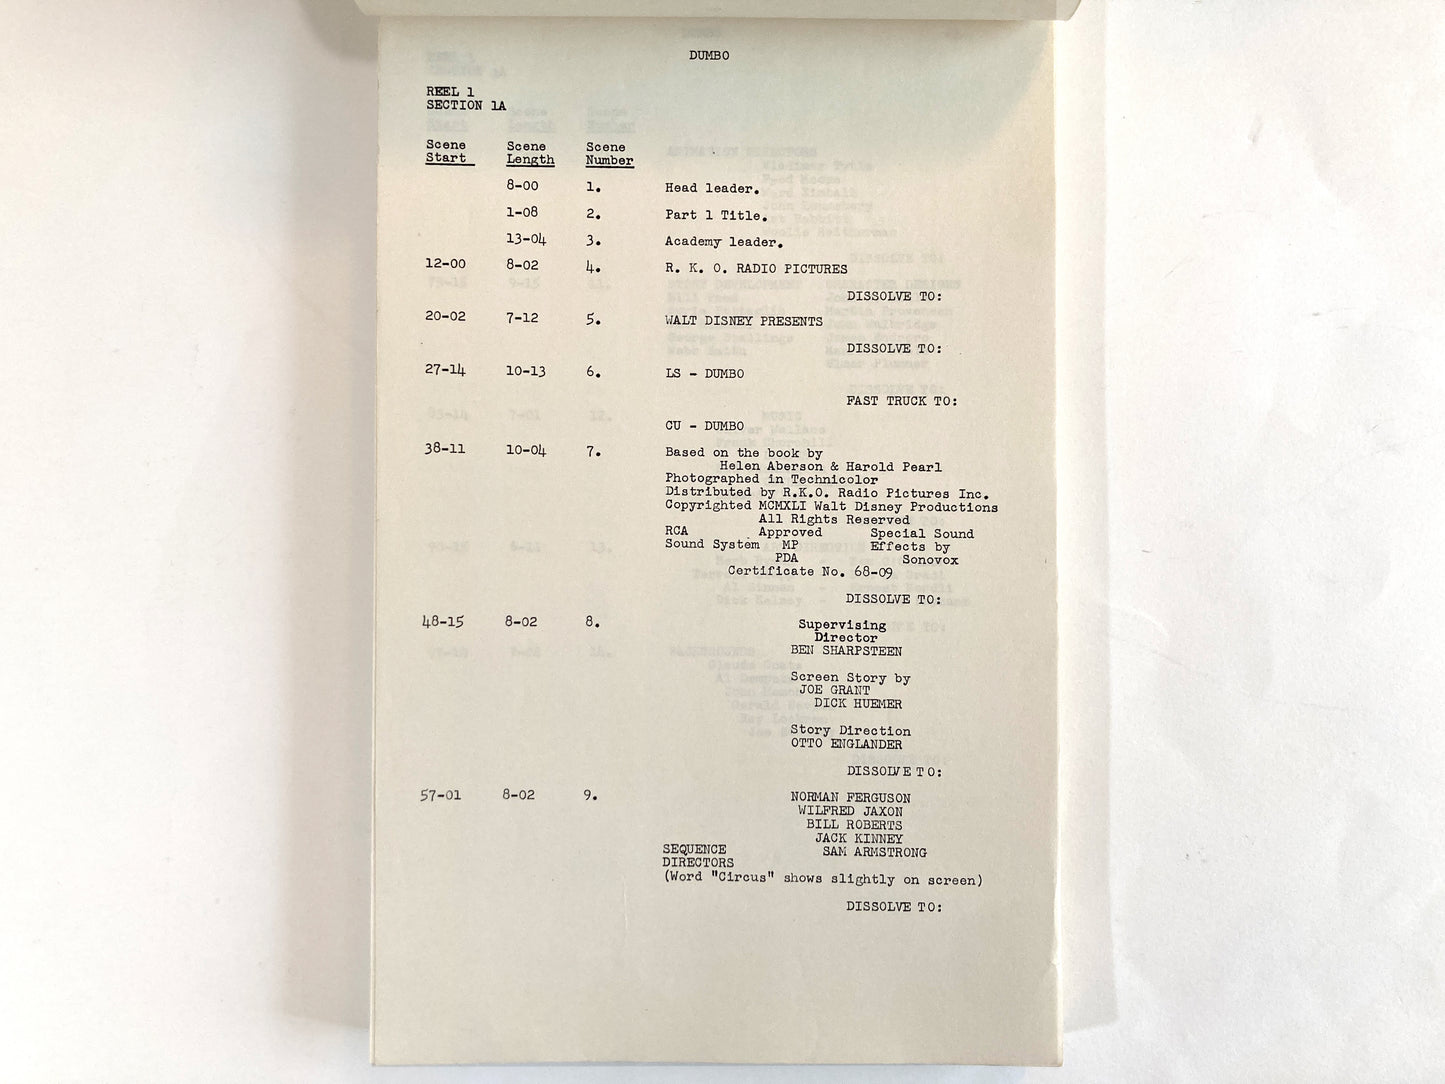 DUMBO
REEL 1
SECTION 1A
Scene Start Scene Length Scene Number
8-00 1. Head leader.
1-08 2. Part 1 Title.
13-04 3. Academy leader.
12-00 8-02 4. R. K. O. RADIO PICTURES
DISSOLVE TO:
20-02 7-12 5. WALT DISNEY PRESENTS
DISSOLVE TO:
27-14 10-13 6. LS - DUMBO
FAST TRUCK TO:
CU - DUMBO
38-11 10-04 7. Based on the book by
Helen Aberson & Harold Pearl
Photographed in Technicolor
Distributed by R.K.O. Radio Pictures Inc.
Copyrighted MCMXLI Walt Disney Productions
All Rights Reserved
RCA Approved Special Sound
Sound System MP Effects by
PDA Sonovox
Certificate No. 68-09
DISSOLVE TO:
48-15 8-02 8. Supervising
Director
BEN SHARPSTEEN
Screen Story by
JOE GRANT
DICK HUEMER
Story Direction
OTTO ENGLANDER
DISSOLVE TO:
57-01 8-02 9. NORMAN FERGUSON
WILFRED JAXON
BILL ROBERTS
JACK KINNEY
SEQUENCE SAM ARMSTRONG
DIRECTORS
(Word "Circus" shows slightly on screen)
DISSOLVE TO: